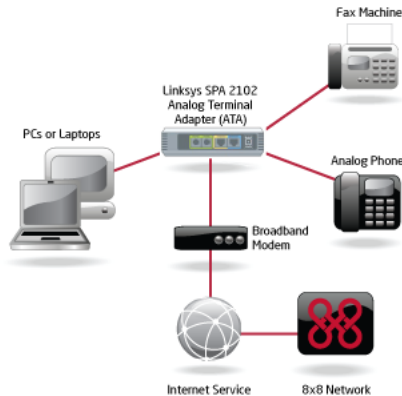 Fax Machine
Linksys SPA 2102
Analog Terminal
Adapter (ATA)
PCs or Laptops
Analog Phone
Broadband
Modem
Internet Service
8x8 Network